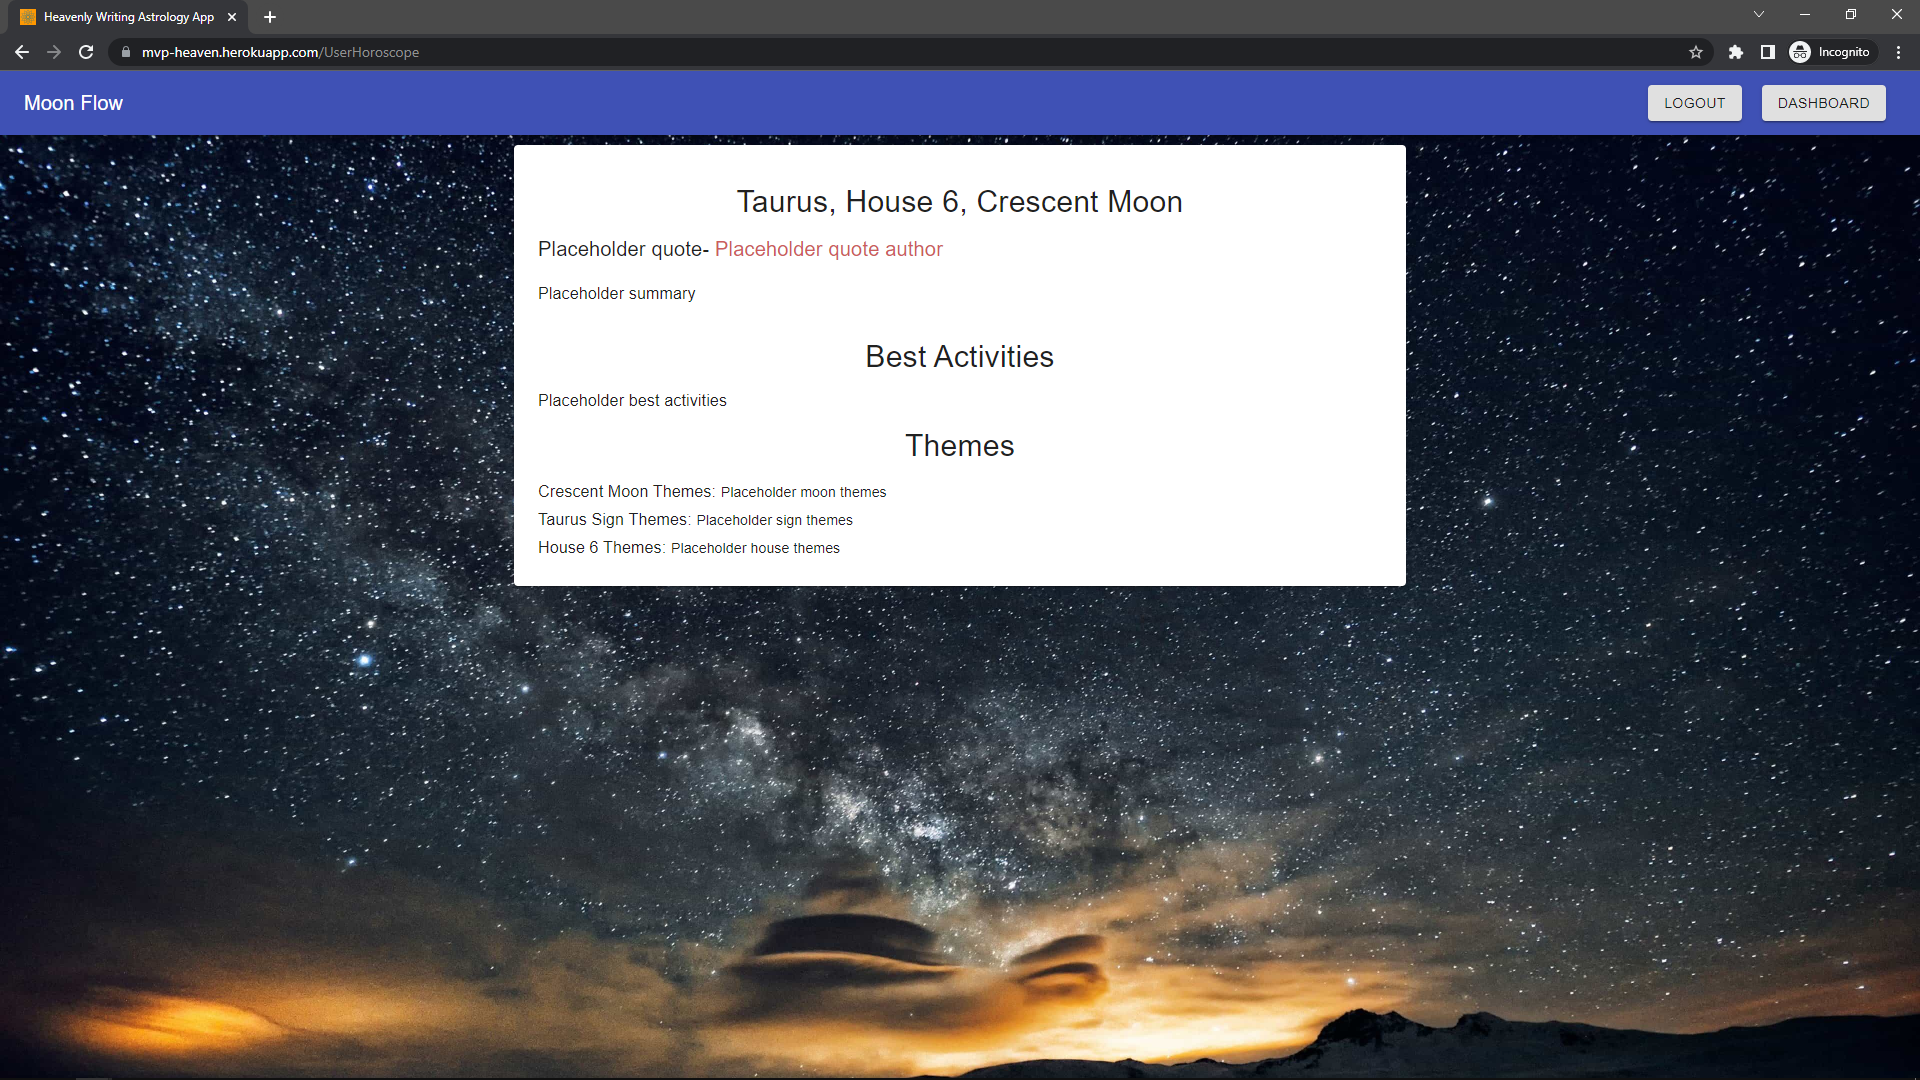 Heavenly Writing Astrology App
mvp-heaven.herokuapp.com/UserHoroscope
Incognito
Moon Flow
LOGOUT
DASHBOARD
Taurus, House 6, Crescent Moon
Placeholder quote- Placeholder quote author
Placeholder summary
Best Activities
Placeholder best activities
Themes
Crescent Moon Themes: Placeholder moon themes
Taurus Sign Themes: Placeholder sign themes
House 6 Themes: Placeholder house themes